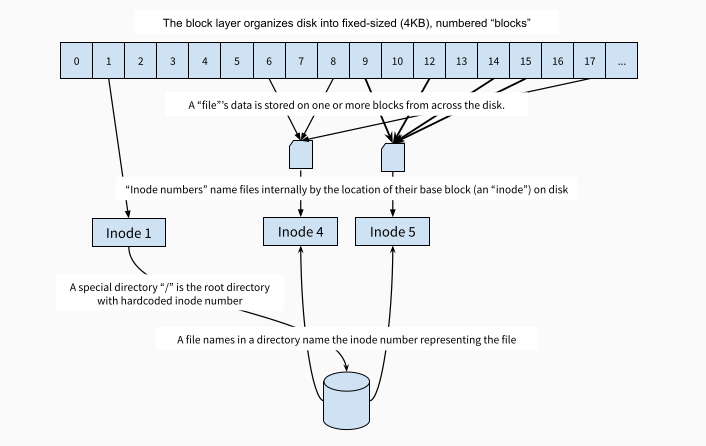 The block layer organizes disk into fixed-sized (4KB), numbered “blocks”
0 1 2 3 4 5 6 7 8 9 10 11 12 13 14 15 16 17 ...
A “file”’s data is stored on one or more blocks from across the disk.
“Inode numbers” name files internally by the location of their base block (an “inode”) on disk
Inode 1 Inode 4 Inode 5
A special directory “/” is the root directory
with hardcoded inode number
A file names in a directory name the inode number representing the file